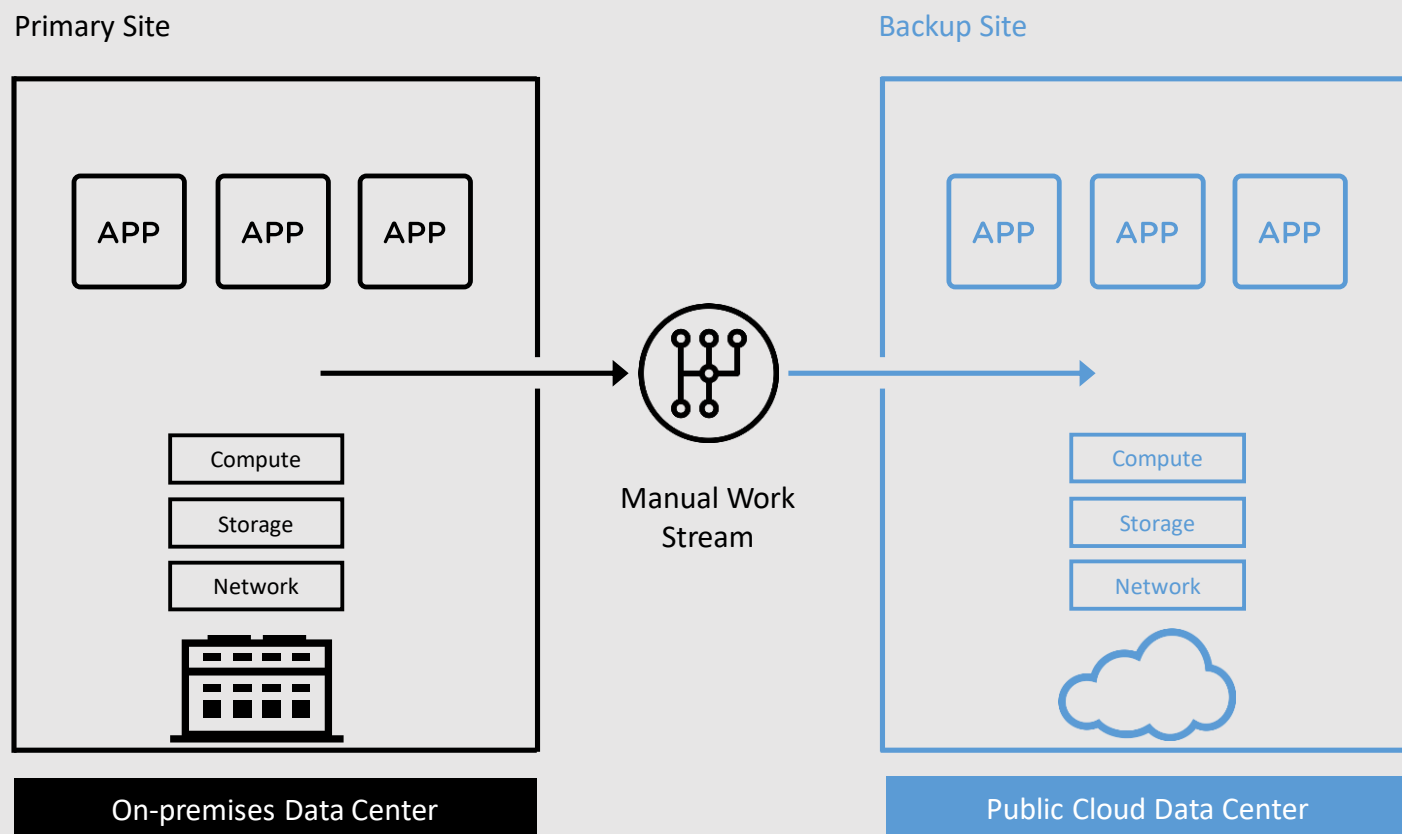 Primary Site
Backup Site
APP
APP
APP
APP
APP
APP
Manual Work
Stream
Compute
Storage
Network
Compute
Storage
Network
On-premises Data Center
Public Cloud Data Center